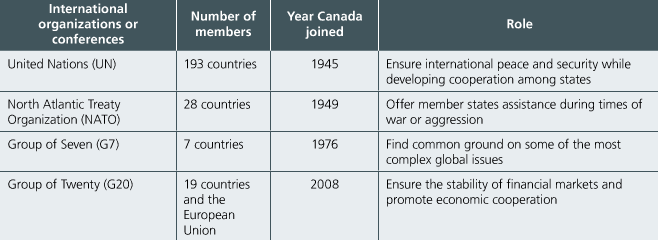 International organizations or conferences
Number of members
Year Canada joined
Role
United Nations (UN)
193 countries
1945
Ensure international peace and security while
developing cooperation among states
North Atlantic Treaty
Organization (NATO)
28 countries
1949
Offer member states assistance during times of
war or aggression
Group of Seven (G7)
7 countries
1976
Find common ground on some of the most
complex global issues
Group of Twenty (G20)
19 countries
and the
European
Union
2008
Ensure the stability of financial markets and
promote economic cooperation